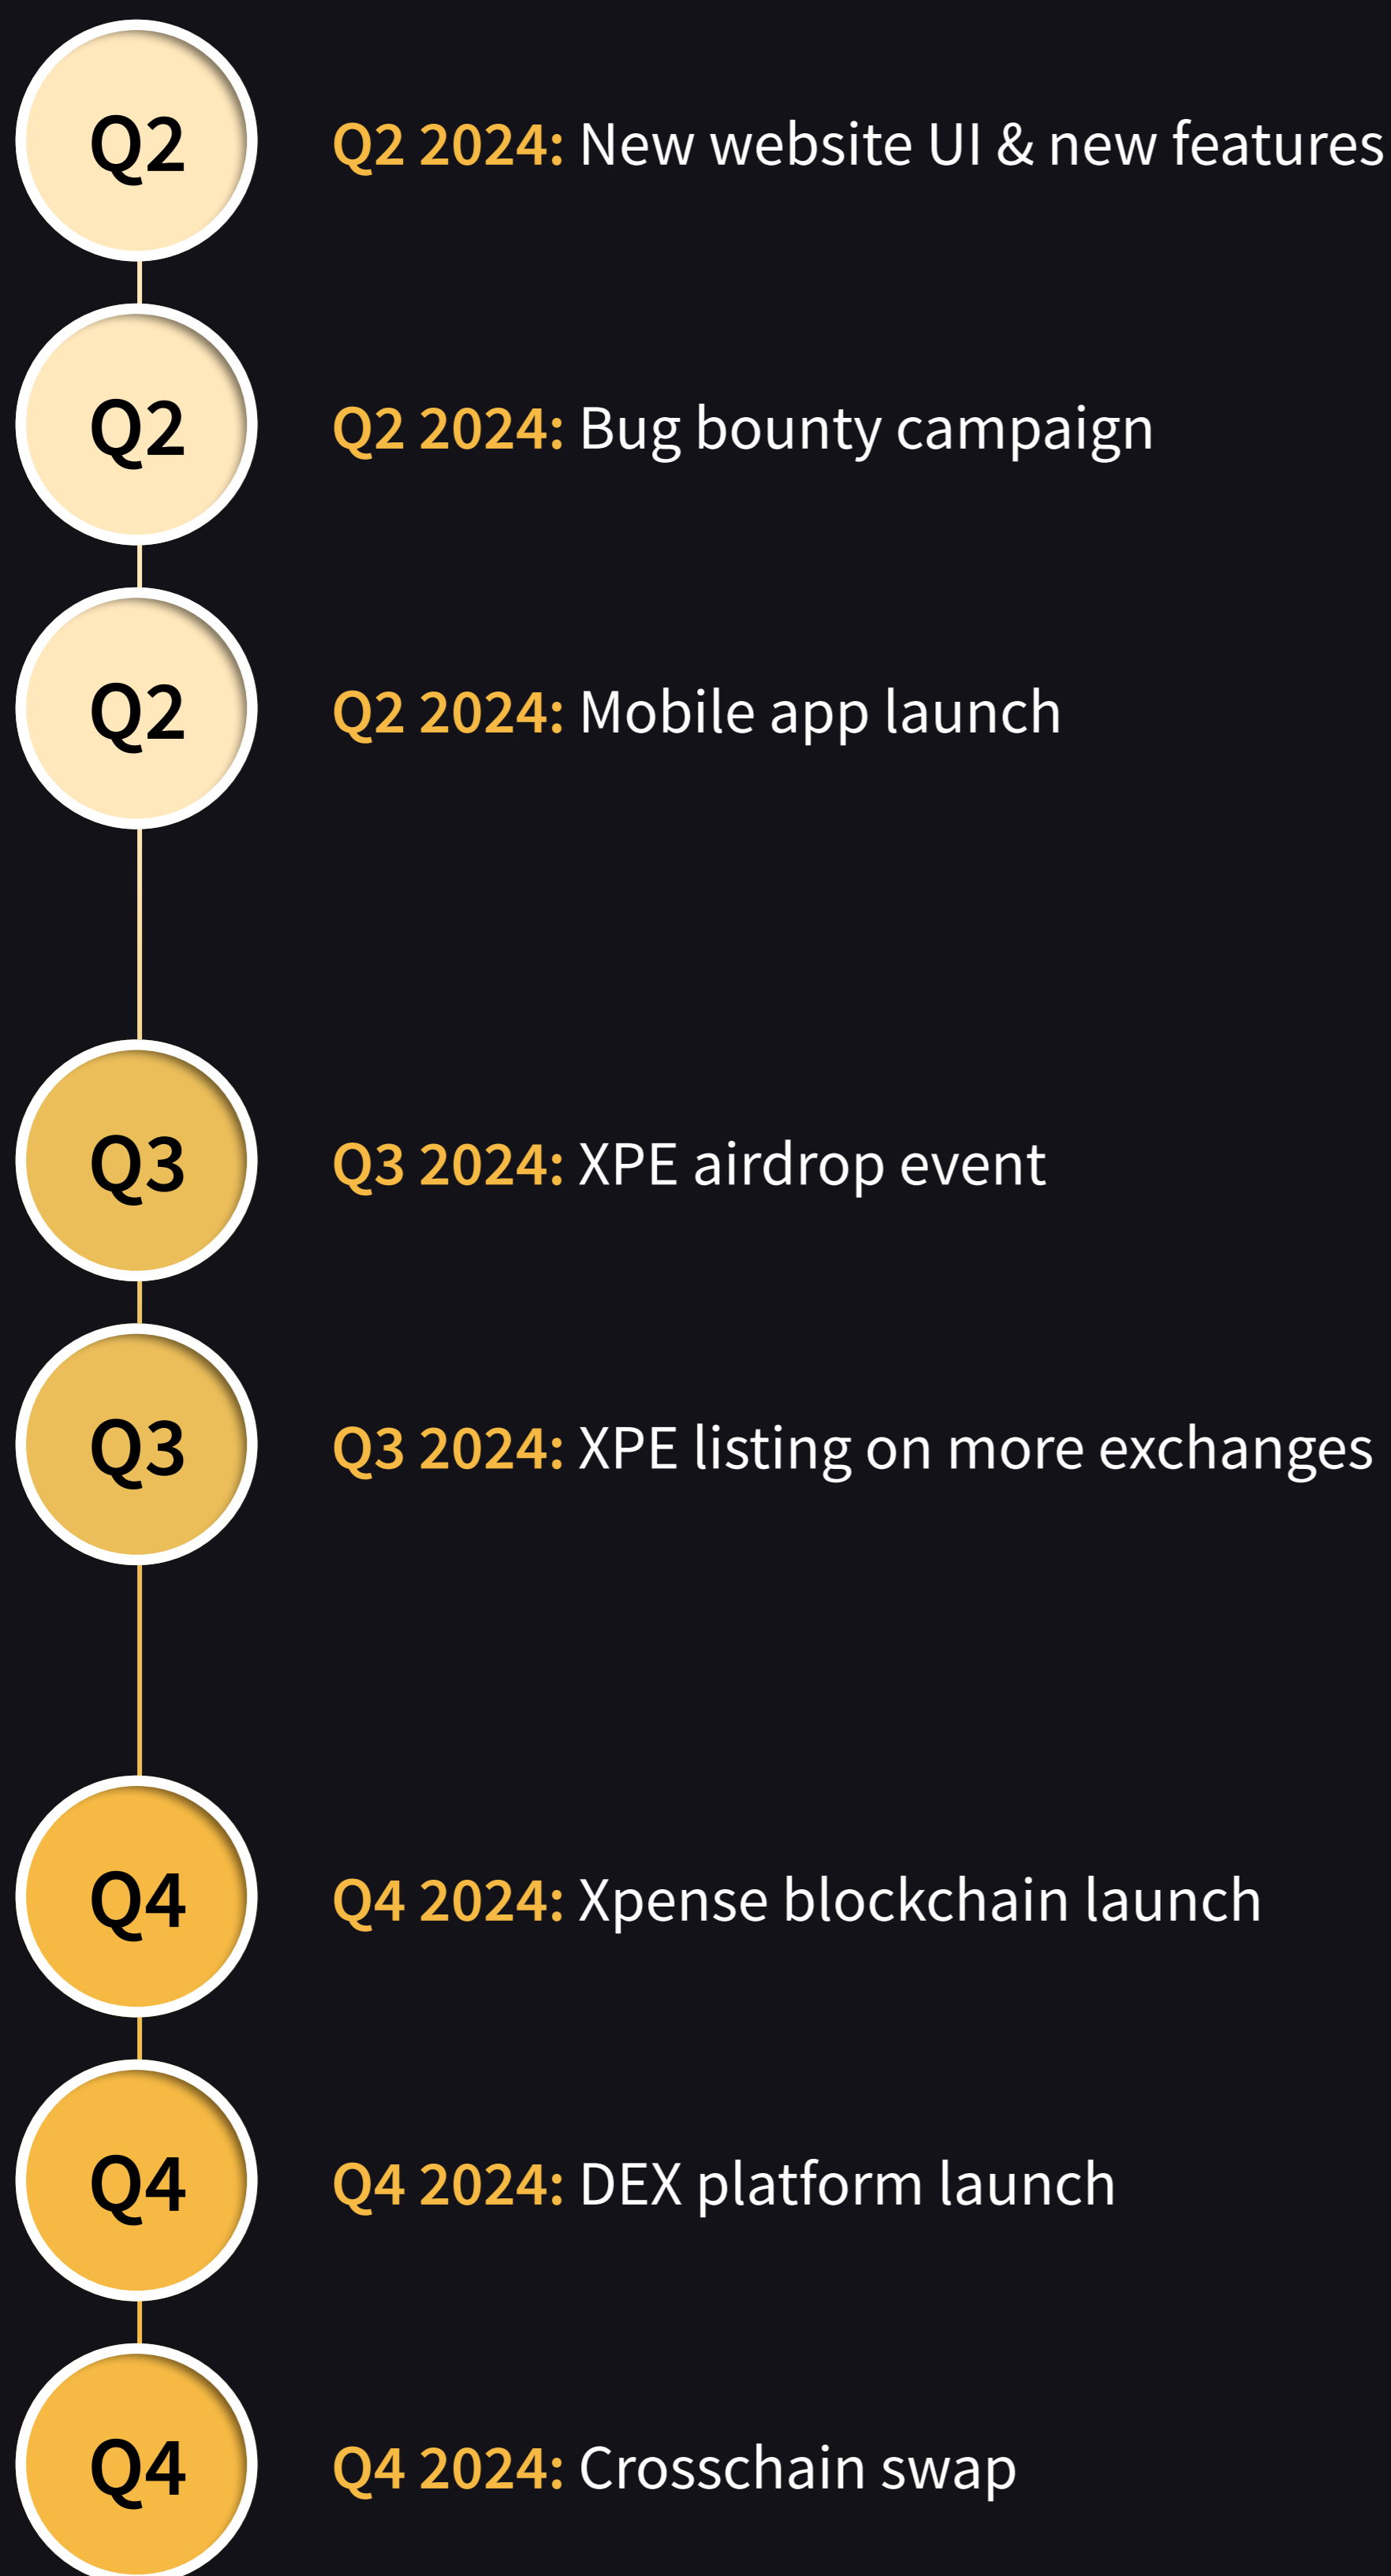 Q2
Q2 2024: New website UI & new features
Q2
Q2 2024: Bug bounty campaign
Q2
Q2 2024: Mobile app launch
Q3
Q3 2024: XPE airdrop event
Q3
Q3 2024: XPE listing on more exchanges
Q4
Q4 2024: Xpense blockchain launch
Q4
Q4 2024: DEX platform launch
Q4
Q4 2024: Crosschain swap